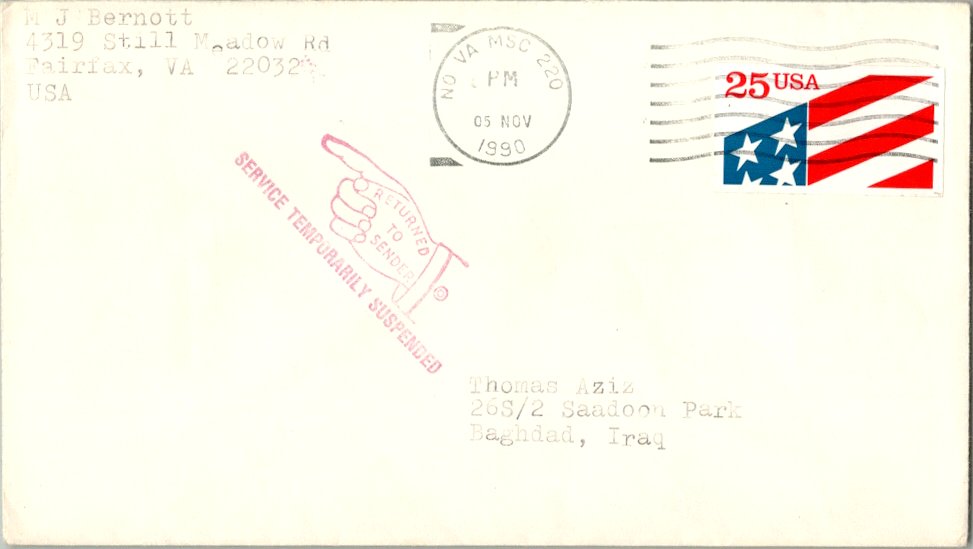 M J Bernott
4319 Still Meadow Rd
Fairfax, VA 22032
USA
NO VA MSC 220
PM
05 NOV
1990
25 USA
RETURNED
TO
SENDER
SERVICE TEMPORARILY SUSPENDED
Thomas Aziz
26S/2 Saadoon Park
Baghdad, Iraq